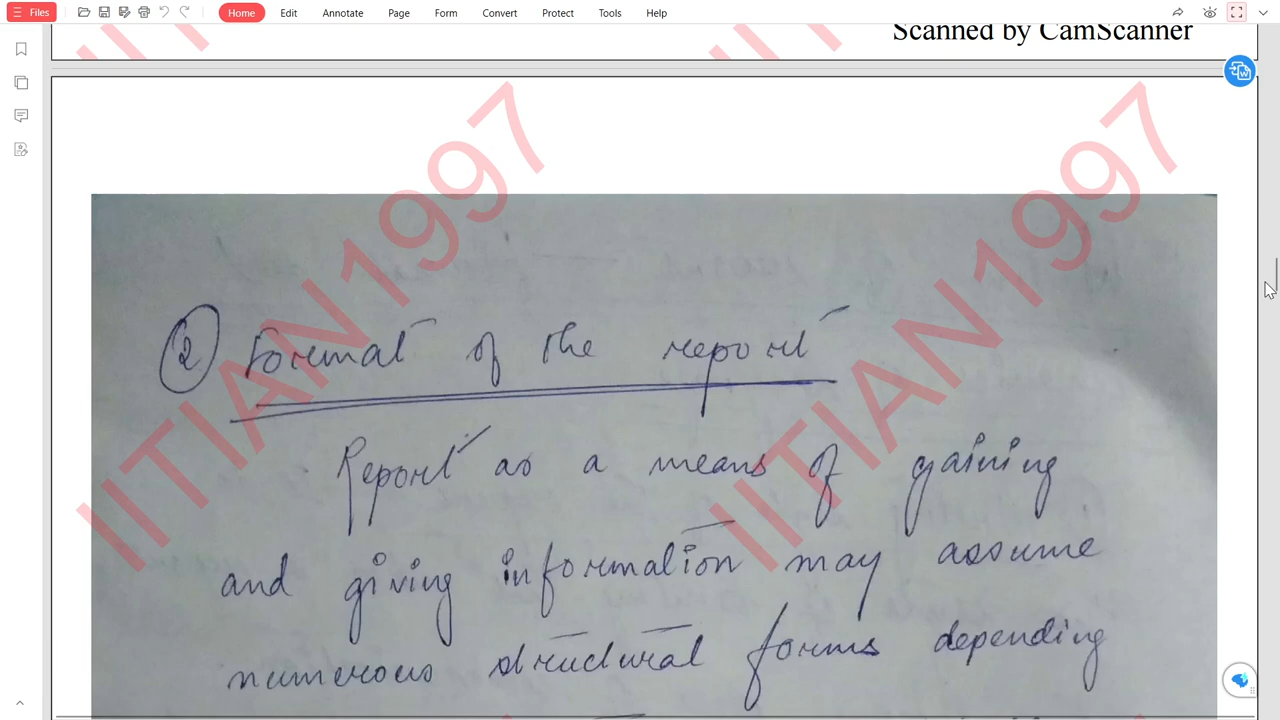 Files
Home
Edit
Annotate
Page
Form
Convert
Protect
Tools
Help
Scanned by CamScanner
IITIAN1997
IITIAN1997
② Format of the report
Report as a means of gaining
and giving information may assume
numerous structural forms depending